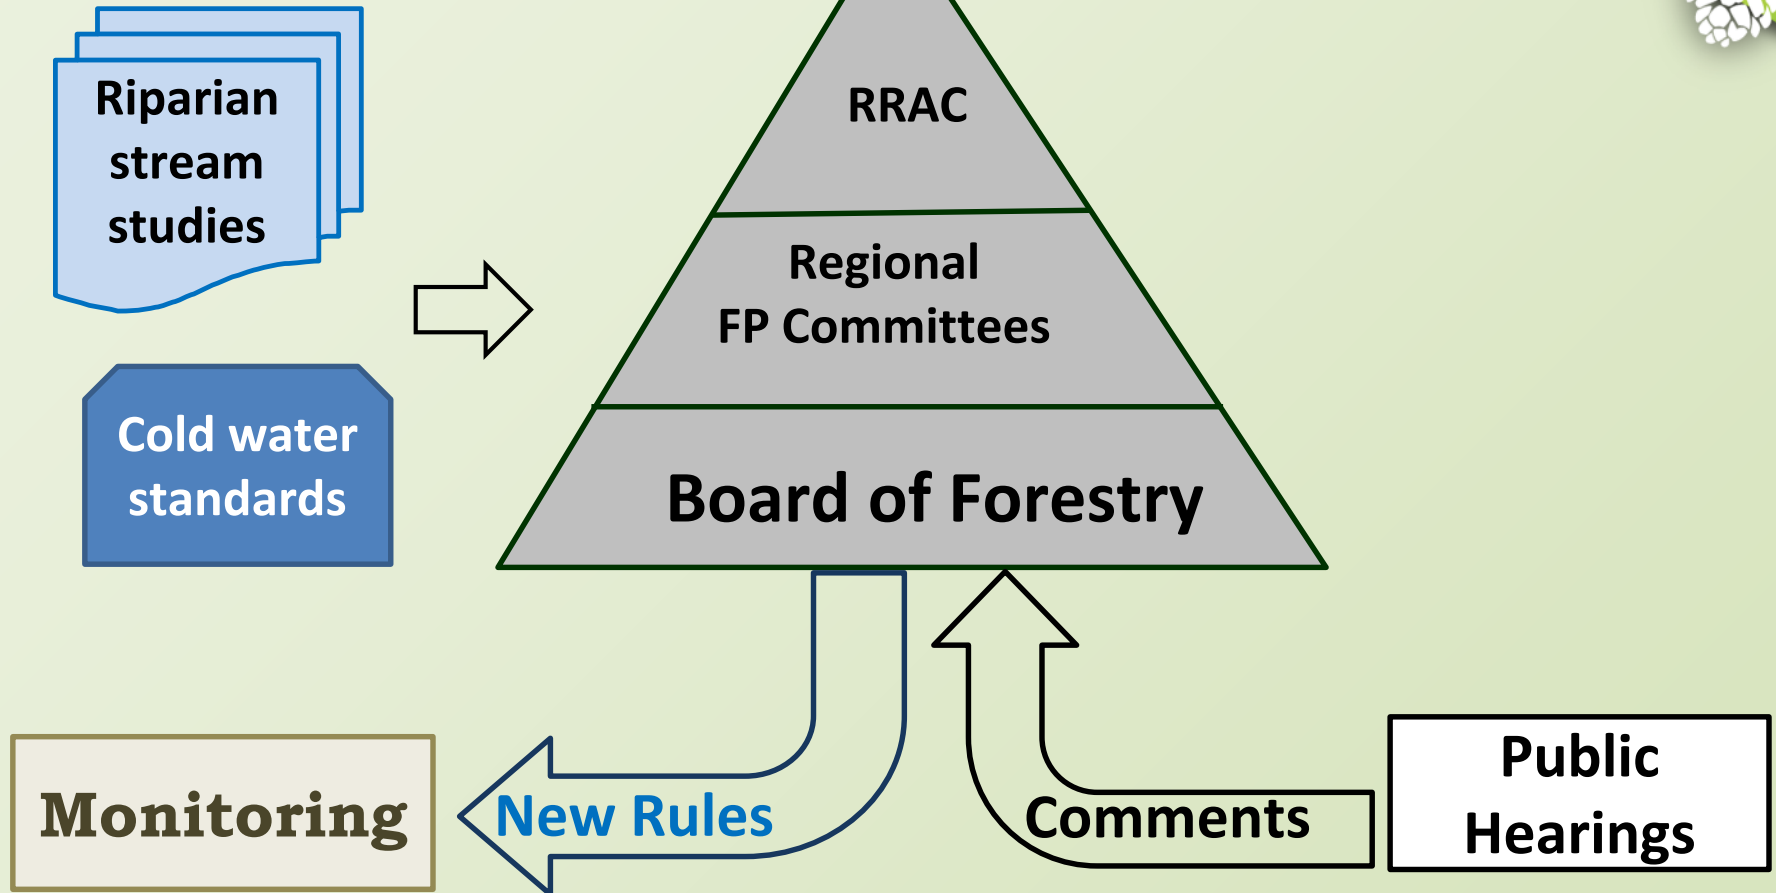 Riparian
stream
studies
RRAC
Regional
FP Committees
Cold water
standards
Board of Forestry
Monitoring
New Rules
Comments
Public
Hearings